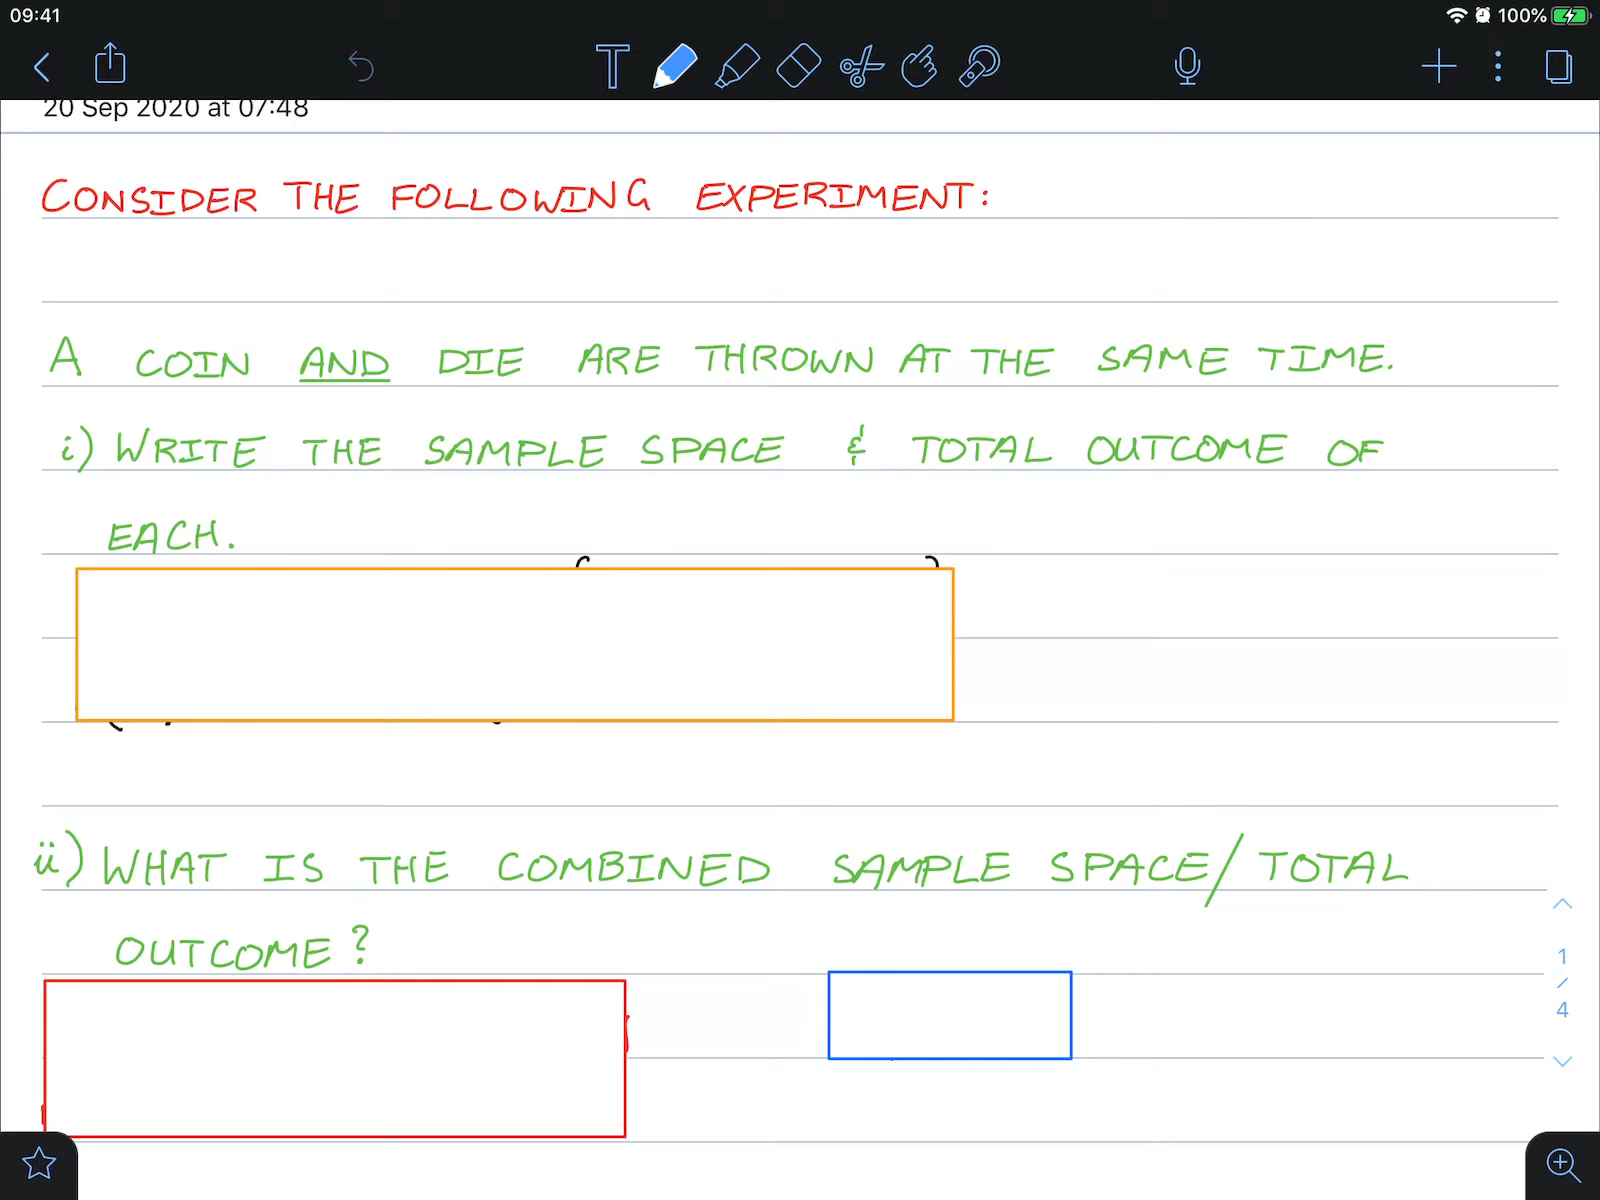 09:41
100%
20 Sep 2020 at 07:48
CONSIDER THE FOLLOWING EXPERIMENT:
A COIN AND DIE ARE THROWN AT THE SAME TIME.
i) WRITE THE SAMPLE SPACE & TOTAL OUTCOME OF
EACH.
ii) WHAT IS THE COMBINED SAMPLE SPACE/TOTAL
OUTCOME?
1
/
4